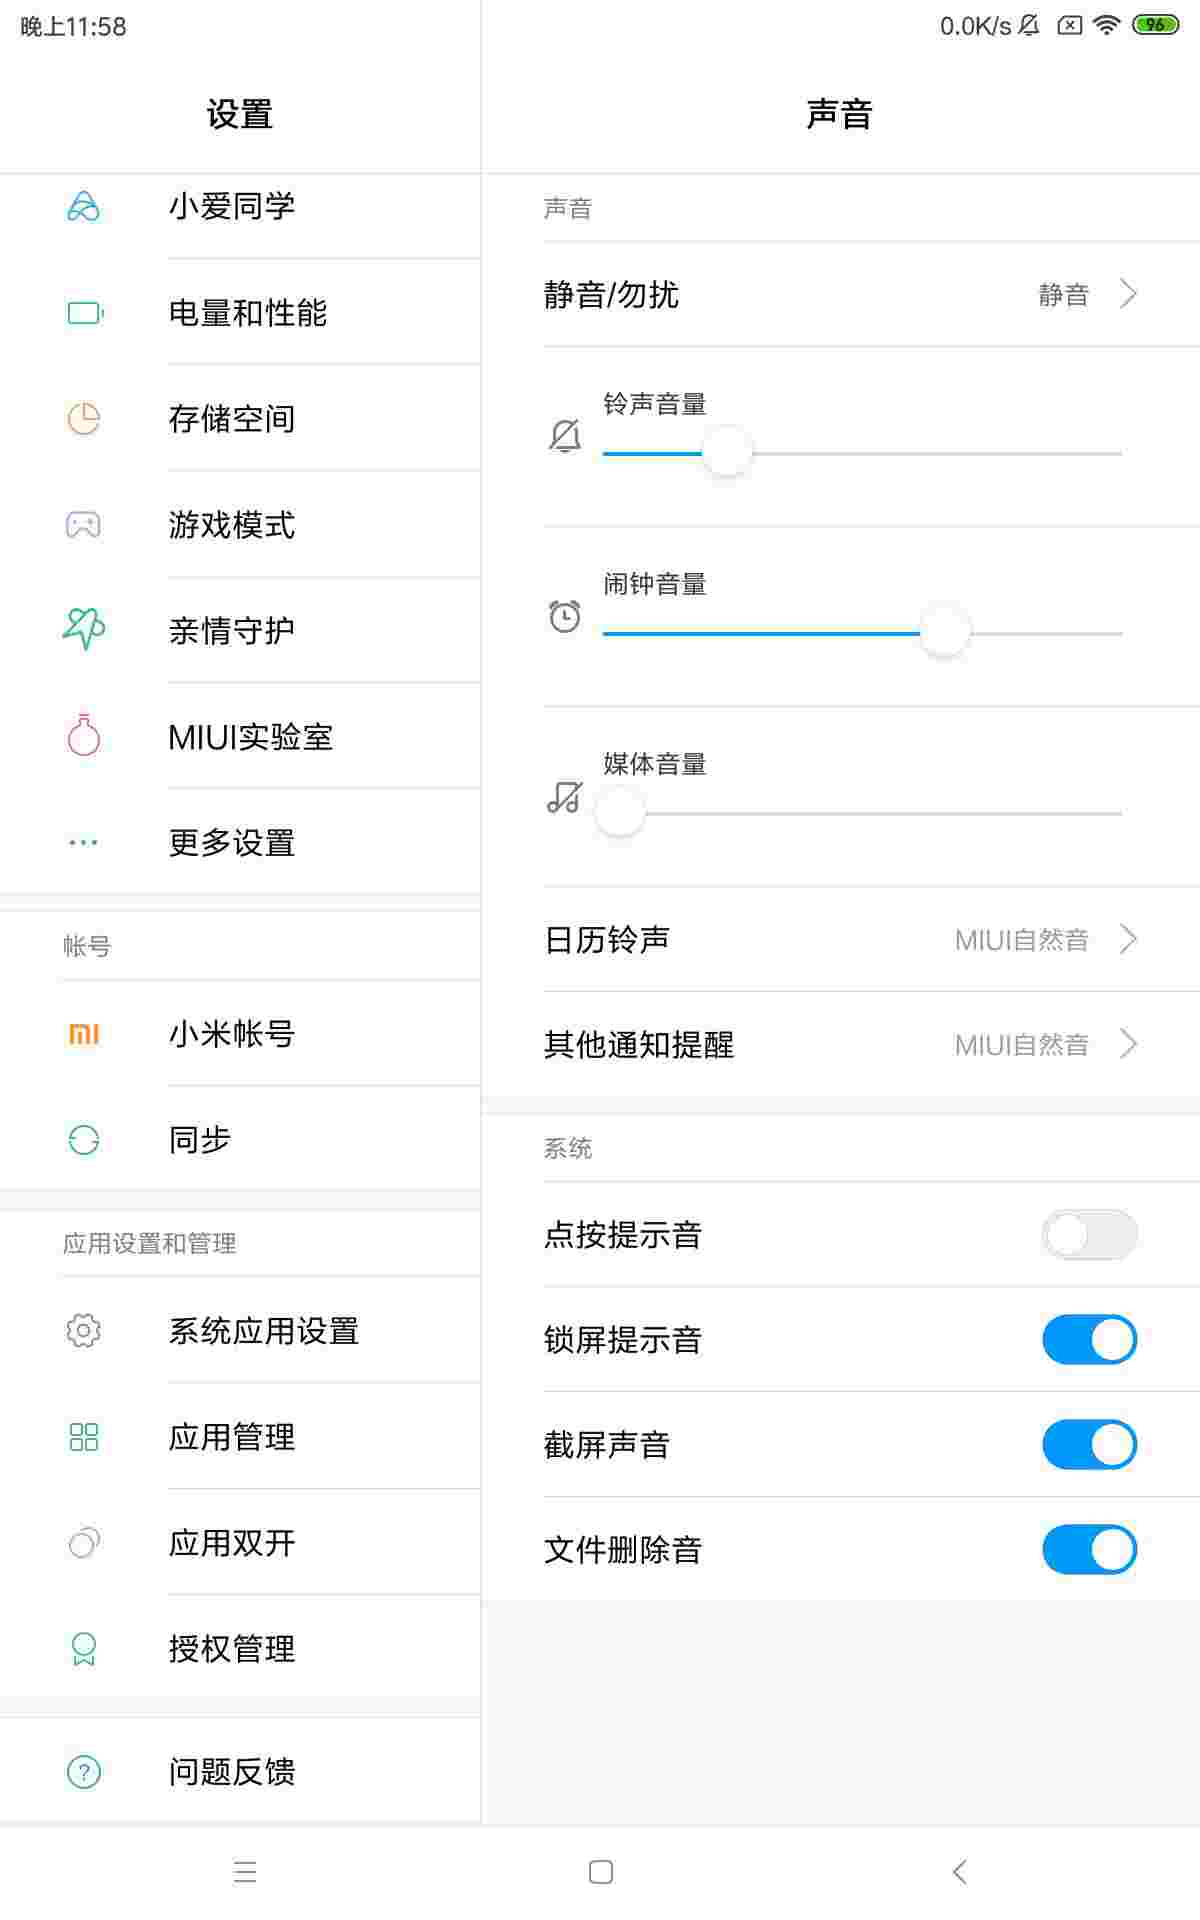 晚上11:58
0.0K/s
96
设置
小爱同学
电量和性能
存储空间
游戏模式
亲情守护
MIUI实验室
更多设置
帐号
小米帐号
同步
应用设置和管理
系统应用设置
应用管理
应用双开
授权管理
问题反馈
声音
声音
静音/勿扰
静音
铃声音量
闹钟音量
媒体音量
日历铃声
MIUI自然音
其他通知提醒
MIUI自然音
系统
点按提示音
锁屏提示音
截屏声音
文件删除音